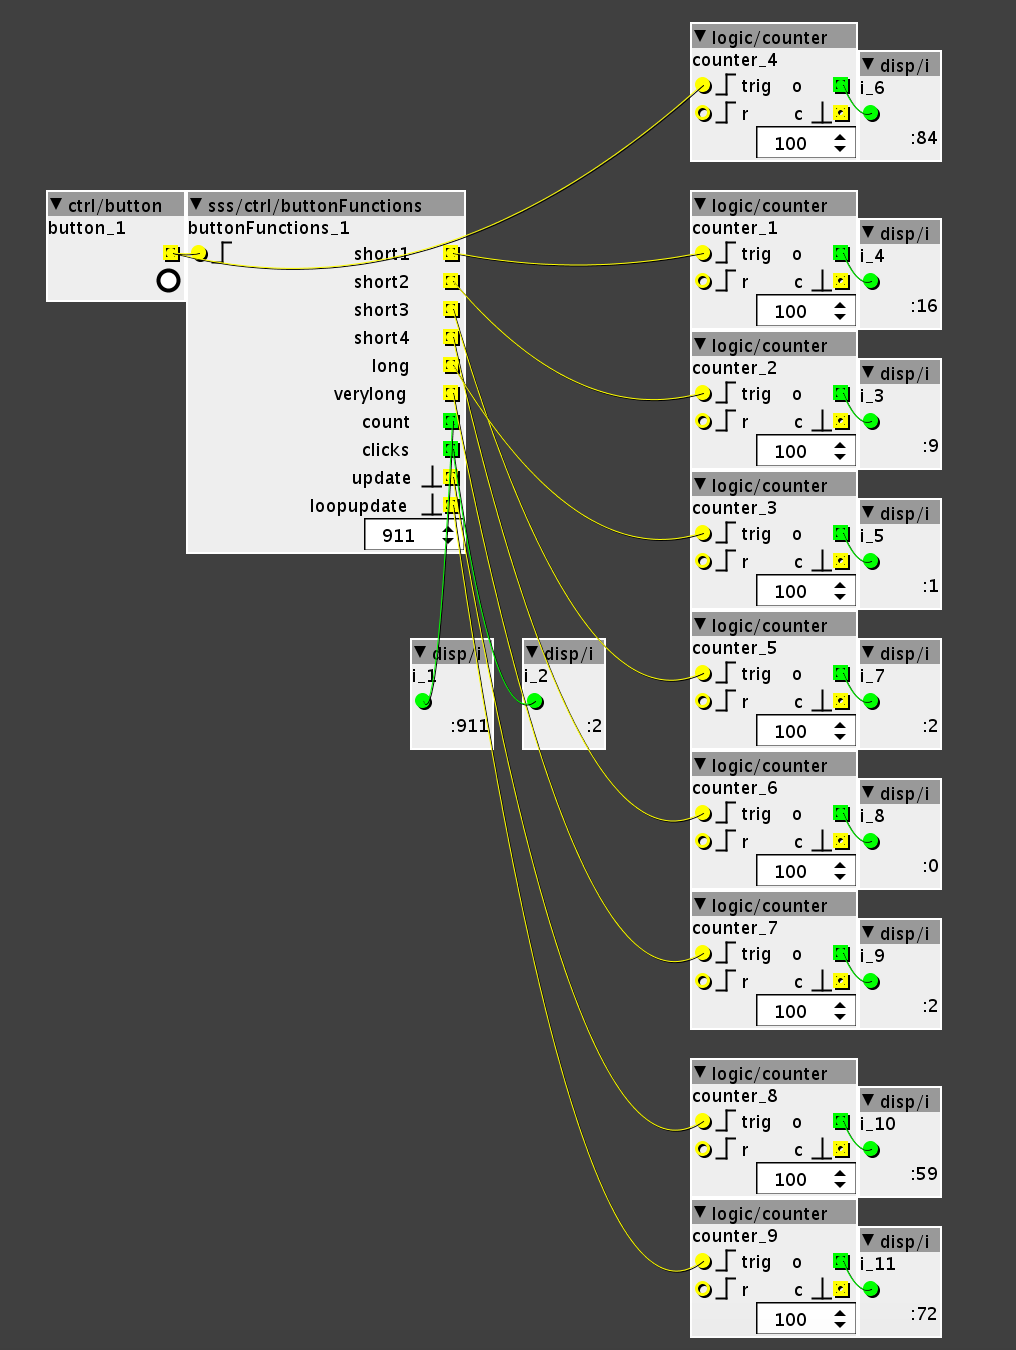 logic/counter
counter_4
disp/i
trig o
i_6
r c
100
:84
ctrl/button
button_1
sss/ctrl/buttonFunctions
buttonFunctions_1
short1
short2
short3
short4
long
verylong
count
clicks
update
loopupdate
911
logic/counter
counter_1
disp/i
trig o
i_4
r c
100
:16
logic/counter
counter_2
disp/i
trig o
i_3
r c
100
:9
logic/counter
counter_3
disp/i
trig o
i_5
r c
100
:1
disp/i
i_1
:911
disp/i
i_2
:2
logic/counter
counter_5
disp/i
trig o
i_7
r c
100
:2
logic/counter
counter_6
disp/i
trig o
i_8
r c
100
:0
logic/counter
counter_7
disp/i
trig o
i_9
r c
100
:2
logic/counter
counter_8
disp/i
trig o
i_10
r c
100
:59
logic/counter
counter_9
disp/i
trig o
i_11
r c
100
:72